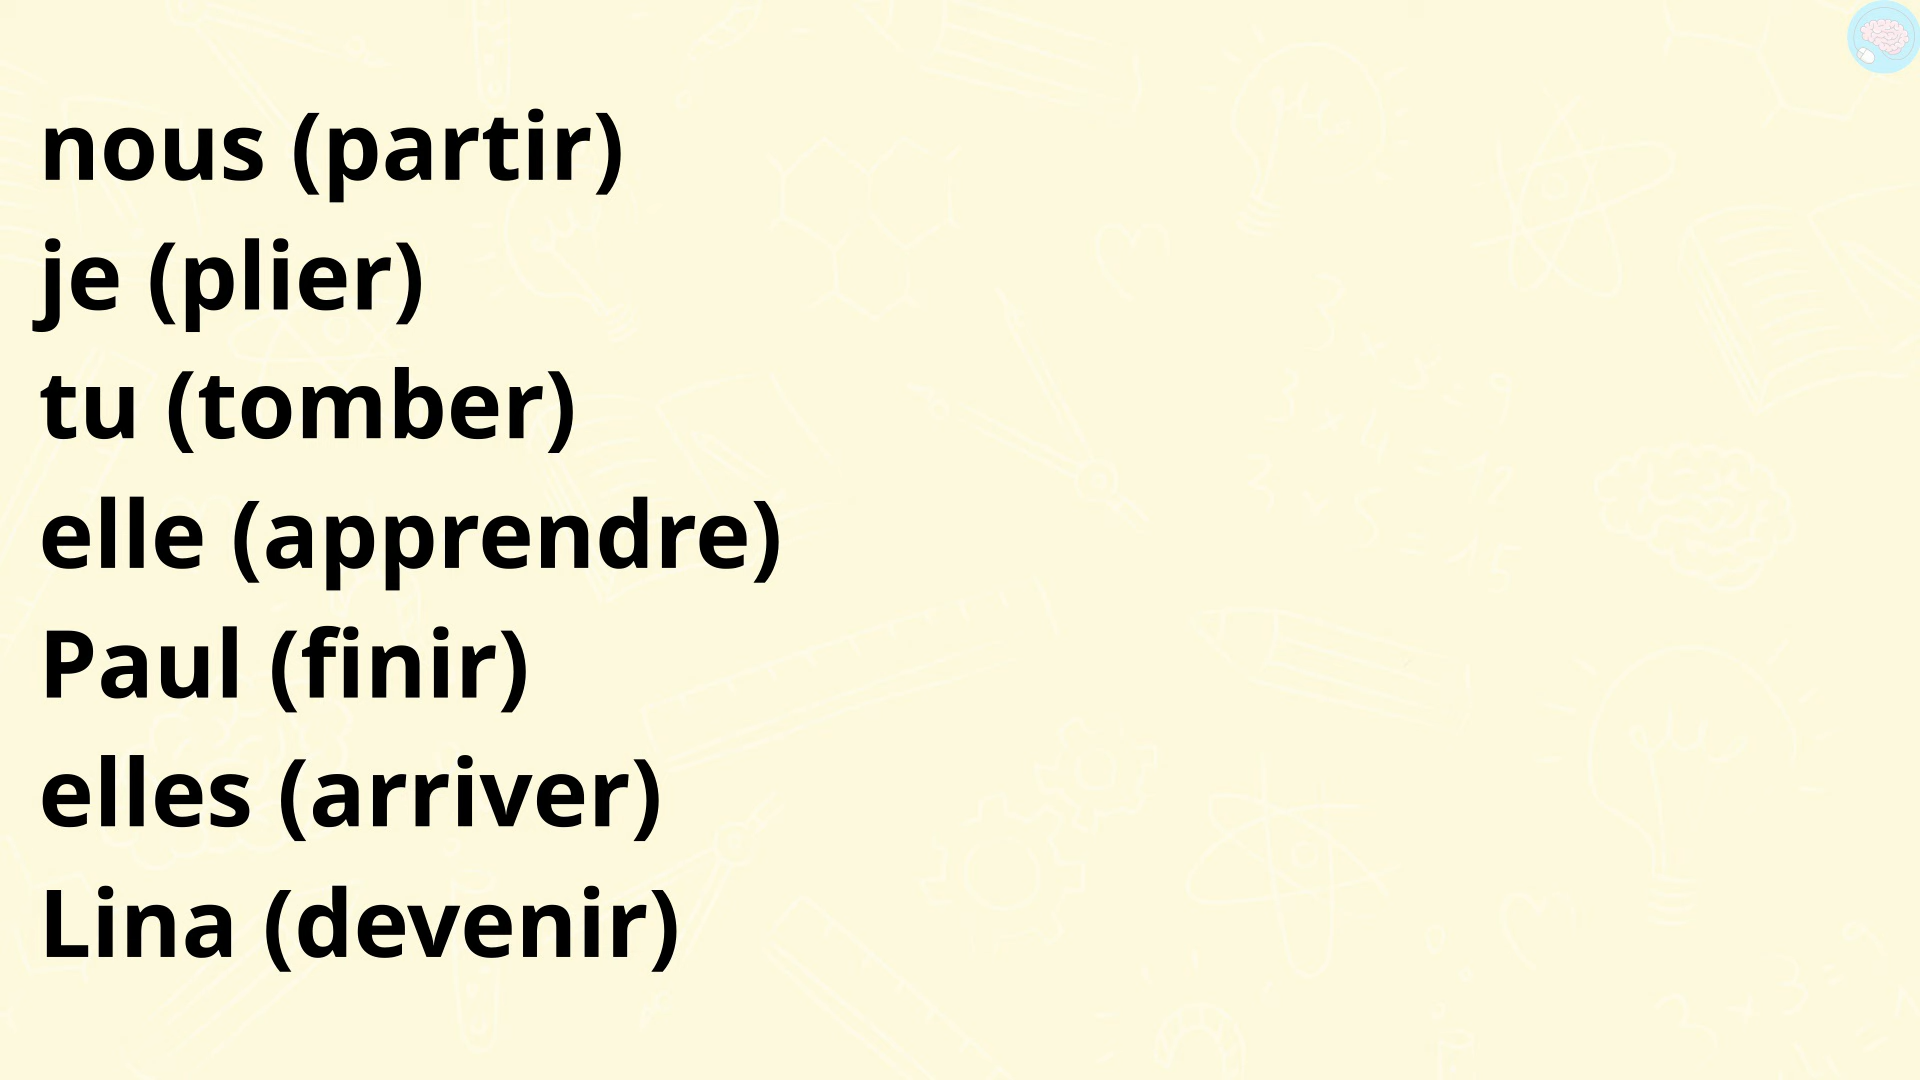 nous (partir)
je (plier)
tu (tomber)
elle (apprendre)
Paul (finir)
elles (arriver)
Lina (devenir)